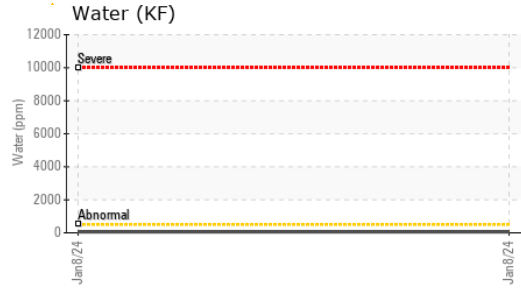 Water (KF)
12000
Severe
10000
8000
6000
4000
2000
Abnormal
0
Water (ppm)
Jan8/24
Jan8/24